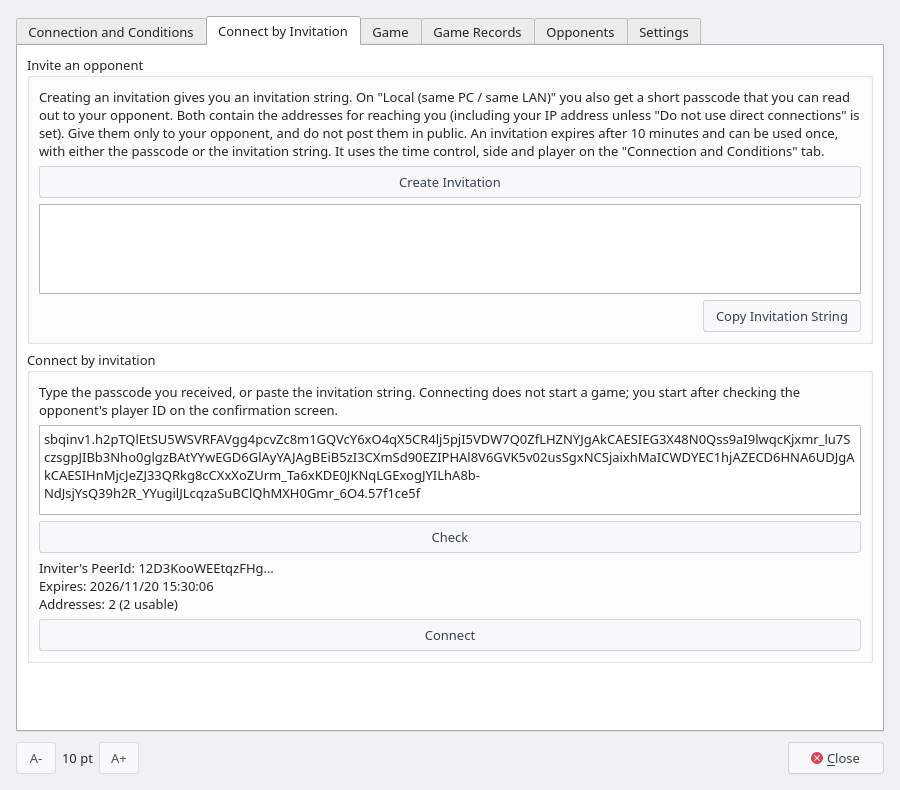 Connection and Conditions
Connect by Invitation
Game
Game Records
Opponents
Settings
Invite an opponent
Creating an invitation gives you an invitation string. On "Local (same PC / same LAN)" you also get a short passcode that you can read
out to your opponent. Both contain the addresses for reaching you (including your IP address unless "Do not use direct connections" is
set). Give them only to your opponent, and do not post them in public. An invitation expires after 10 minutes and can be used once,
with either the passcode or the invitation string. It uses the time control, side and player on the "Connection and Conditions" tab.
Create Invitation
Copy Invitation String
Connect by invitation
Type the passcode you received, or paste the invitation string. Connecting does not start a game; you start after checking the
opponent's player ID on the confirmation screen.
sbqinv1.h2pTQlEtSU5WSVRFAVgg4pcvZc8m1GQVcY6xO4qX5CR4lj5pjI5VDW7Q0ZfLHZNYJgAkCAESIEG3X48N0Qss9aI9lwqcKjxmr_lu7S
czsgpJIBb3Nho0glgzBAtYYwEGD6GlAyYAJAgBEiB5zI3CXmSd90EZIPHAl8V6GVK5v02usSgxNCSjaixhMaICWDYEC1hjAZECD6HNA6UDJgA
kCAESIHnMjcJeZJ33QRkg8cCXxXoZUrm_Ta6xKDE0JKNqLGExogJYILhA8b-
NdJsjYsQ39h2R_YYugilJLcqzaSuBClQhMXH0Gmr_6O4.57f1ce5f
Check
Inviter's PeerId: 12D3KooWEEtqzFHg...
Expires: 2026/11/20 15:30:06
Addresses: 2 (2 usable)
Connect
A-
10 pt
A+
Close